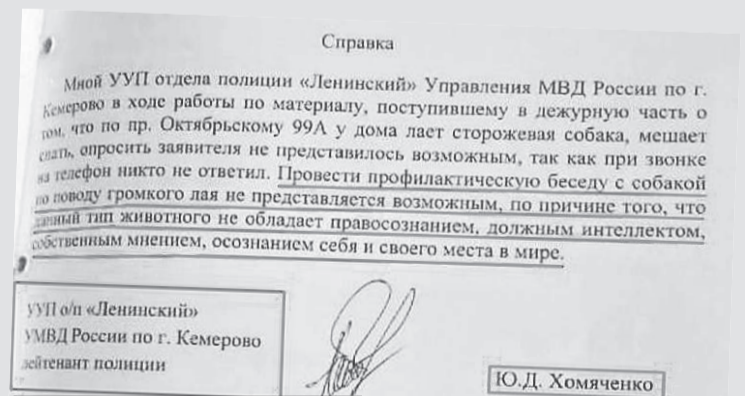 Справка
Мной УУП отдела полиции «Ленинский» Управления МВД России по г.
Кемерово в ходе работы по материалу, поступившему в дежурную часть о
том, что по пр. Октябрьскому 99А у дома лает сторожевая собака, мешает
спать, опросить заявителя не представилось возможным, так как при звонке
на телефон никто не ответил. Провести профилактическую беседу с собакой
по поводу громкого лая не представляется возможным, по причине того, что
данный тип животного не обладает правосознанием, должным интеллектом,
собственным мнением, осознанием себя и своего места в мире.
УУП о/п «Ленинский»
УМВД России по г. Кемерово
лейтенант полиции
Ю.Д. Хомяченко